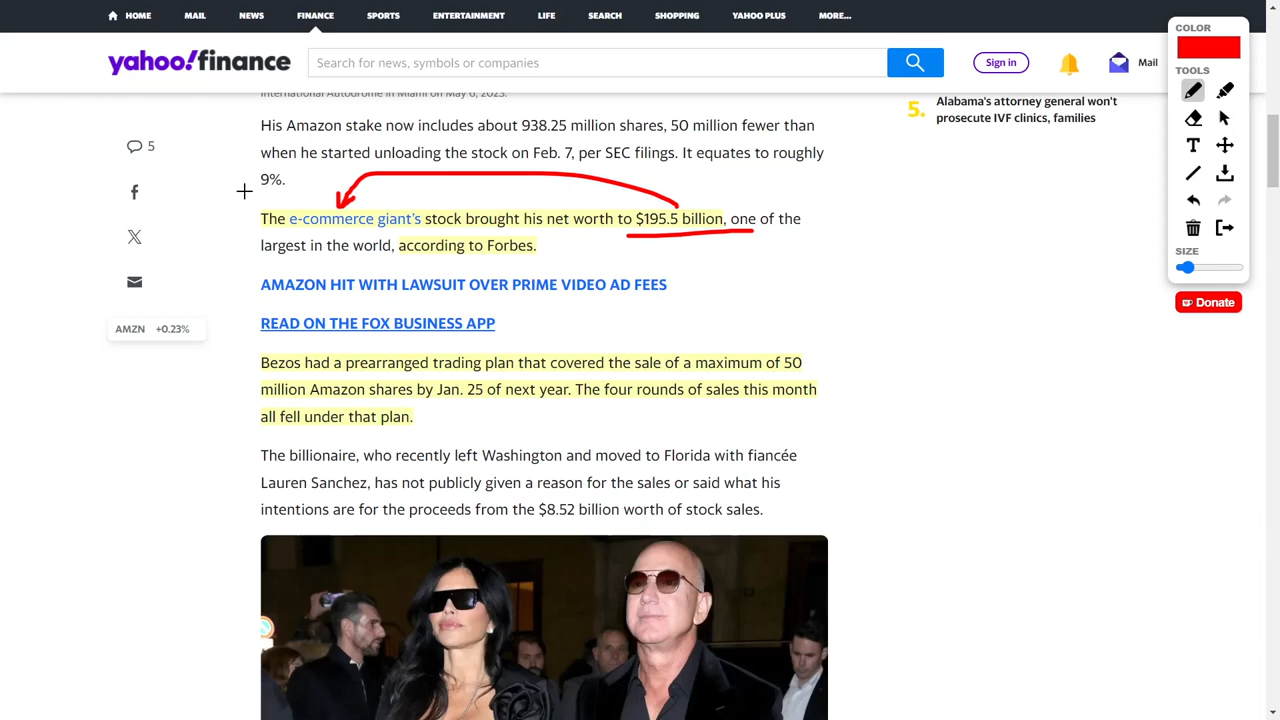 HOME MAIL NEWS FINANCE SPORTS ENTERTAINMENT LIFE SEARCH SHOPPING YAHOO PLUS MORE...
yahoo!finance
Search for news, symbols or companies
Sign in
Mail
International Autodrome in Miami on May 6, 2023.
His Amazon stake now includes about 938.25 million shares, 50 million fewer than
when he started unloading the stock on Feb. 7, per SEC filings. It equates to roughly
9%.
The e-commerce giant's stock brought his net worth to $195.5 billion, one of the
largest in the world, according to Forbes.
AMAZON HIT WITH LAWSUIT OVER PRIME VIDEO AD FEES
READ ON THE FOX BUSINESS APP
Bezos had a prearranged trading plan that covered the sale of a maximum of 50
million Amazon shares by Jan. 25 of next year. The four rounds of sales this month
all fell under that plan.
The billionaire, who recently left Washington and moved to Florida with fiancée
Lauren Sanchez, has not publicly given a reason for the sales or said what his
intentions are for the proceeds from the $8.52 billion worth of stock sales.
5
AMZN +0.23%
5. Alabama's attorney general won't
prosecute IVF clinics, families
COLOR
TOOLS
T
SIZE
Donate